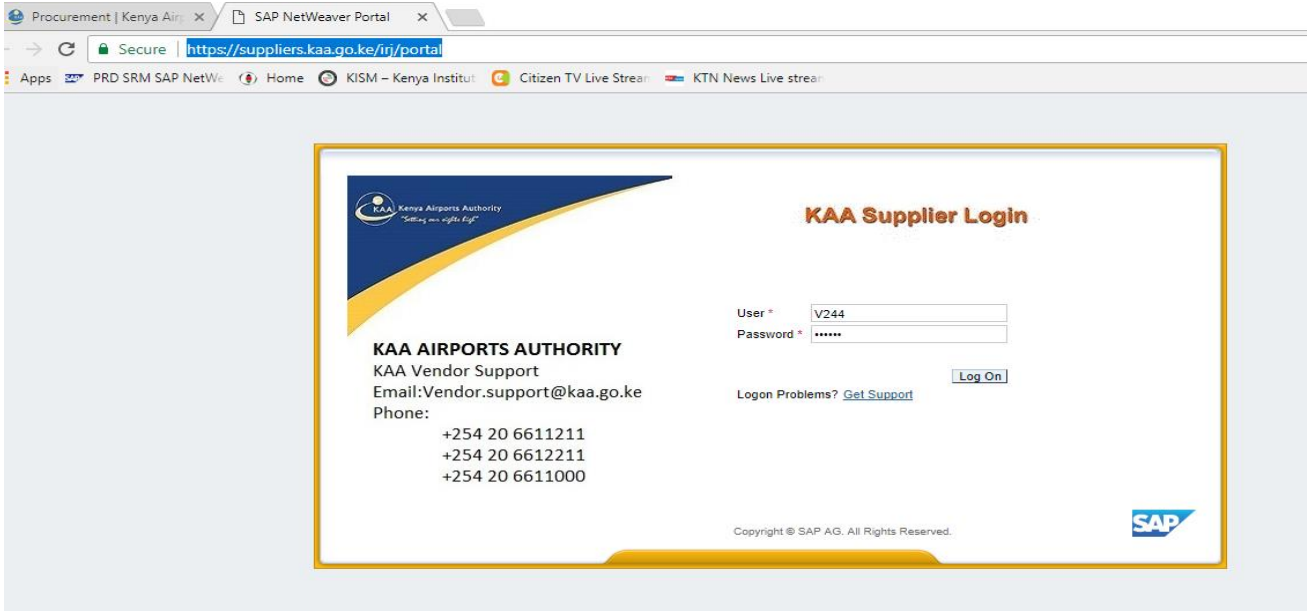 Procurement | Kenya Air
SAP NetWeaver Portal
Secure
https://suppliers.kaa.go.ke/irj/portal
Apps PRD SRM SAP NetWe Home KISM – Kenya Institut Citizen TV Live Strean KTN News Live strean
KAA Kenya Airports Authority
"Setting our sights high"
KAA Supplier Login
User * V244
Password * ••••••
Log On
Logon Problems? Get Support
KAA AIRPORTS AUTHORITY
KAA Vendor Support
Email:Vendor.support@kaa.go.ke
Phone:
+254 20 6611211
+254 20 6612211
+254 20 6611000
Copyright © SAP AG. All Rights Reserved.
SAP